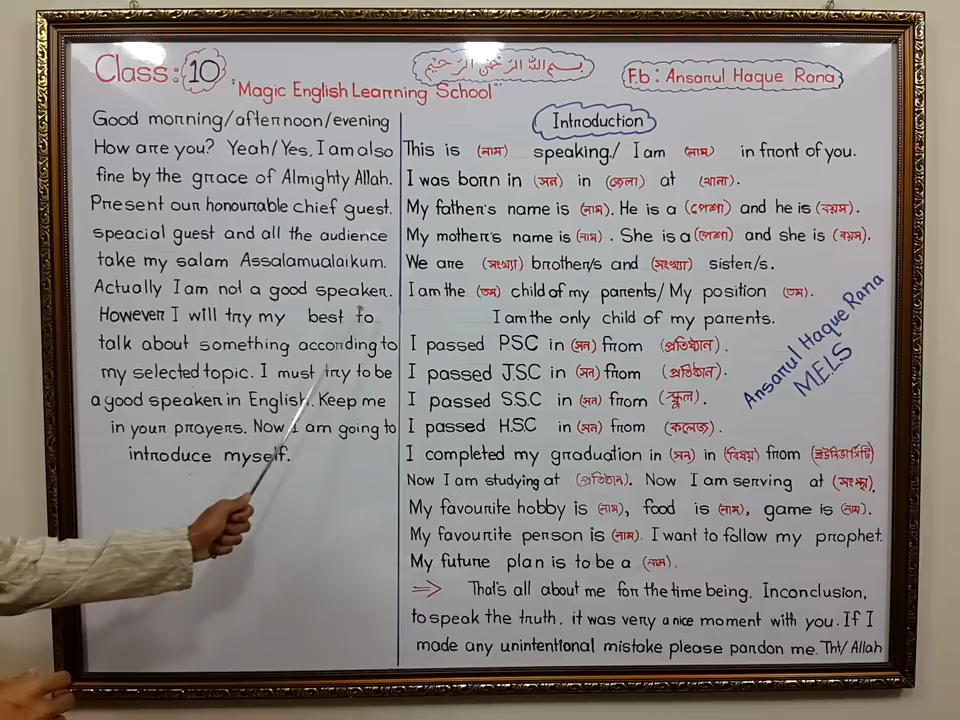 Class: 10
بسم الله الرحمن الرحيم
Fb: Ansarul Haque Rana
"Magic English Learning School"
Good morning/afternoon/evening
How are you? Yeah/Yes, I am also
fine by the grace of Almighty Allah.
Present our honourable chief guest.
speacial guest and all the audience
take my salam Assalamualaikum.
Actually I am not a good speaker.
However I will try my best to
talk about something according to
my selected topic. I must try to be
a good speaker in English. Keep me
in your prayers. Now I am going to
introduce myself.
Introduction
This is (নাম) speaking./ I am (নাম) in front of you.
I was born in (সন) in (জেলা) at (থানা).
My father's name is (নাম). He is a (পেশা) and he is (বয়স).
My mother's name is (নাম). She is a (পেশা) and she is (বয়স).
We are (সংখ্যা) brother/s and (সংখ্যা) sister/s.
I am the (তম) child of my parents/ My position (তম).
I am the only child of my parents.
I passed P.S.C in (সন) from (প্রতিষ্ঠান).
I passed J.S.C in (সন) from (প্রতিষ্ঠান).
I passed S.S.C in (সন) from (স্কুল).
I passed H.S.C in (সন) from (কলেজ).
I completed my graduation in (সন) in (বিষয়) from (ইউনিভার্সিটি)
Now I am studying at (প্রতিষ্ঠান). Now I am serving at (সংস্থা).
My favourite hobby is (নাম), food is (নাম), game is (নাম).
My favourite person is (নাম). I want to follow my prophet.
My future plan is to be a (নাম).
⇒ That's all about me for the time being. Inconclusion,
to speak the truth, it was very a nice moment with you. If I
made any unintentional mistake please pardon me. Tht/Allah
Ansarul Haque Rana
MELS